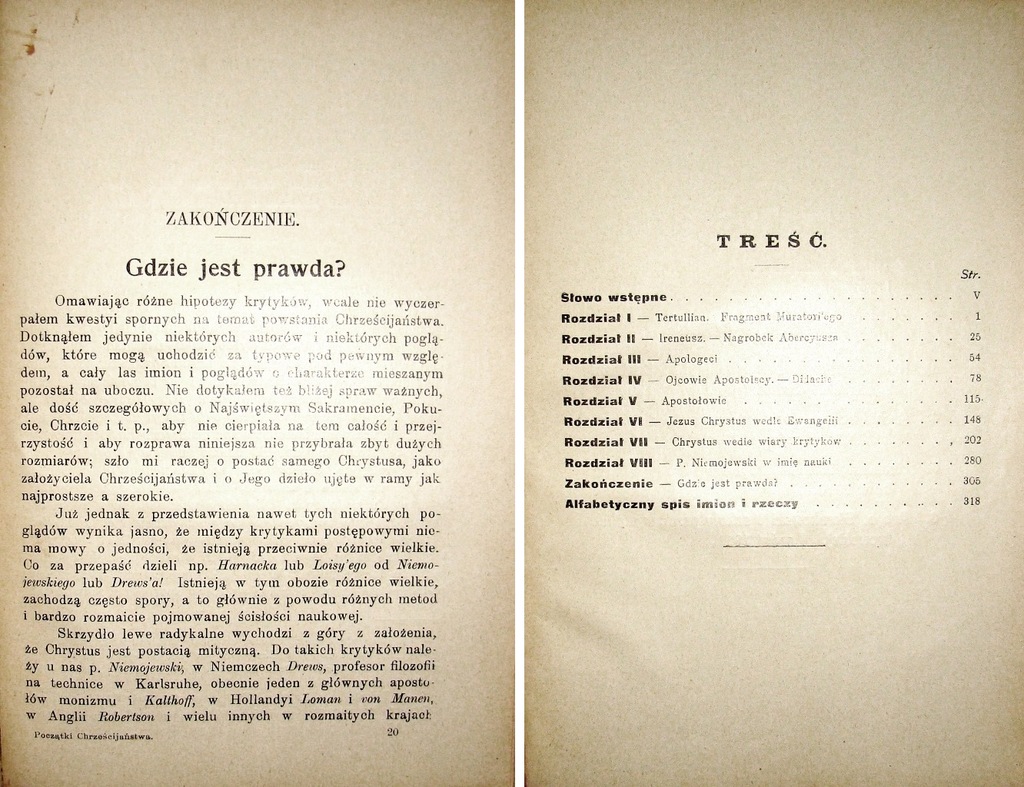 ZAKOŃCZENIE.
Gdzie jest prawda?
Omawiając różne hipotezy krytyków, wcale nie wyczer-
pałem kwestyi spornych na temat powstania Chrześcijaństwa.
Dotknąłem jedynie niektórych autorów i niektórych poglą-
dów, które mogą uchodzić za typowe pod pewnym wzglę-
dem, a cały las imion i poglądów o charakterze mieszanym
pozostał na uboczu. Nie dotykałem też bliżej spraw ważnych,
ale dość szczegółowych o Najświętszym Sakramencie, Poku-
cie, Chrzcie i t. p., aby nie cierpiała na tem całość i przej-
rzystość i aby rozprawa niniejsza nie przybrała zbyt dużych
rozmiarów; szło mi raczej o postać samego Chrystusa, jako
założyciela Chrześcijaństwa i o Jego dzieło ujęte w ramy jak
najprostsze a szerokie.
Już jednak z przedstawienia nawet tych niektórych po-
glądów wynika jasno, że między krytykami postępowymi nie-
ma mowy o jedności, że istnieją przeciwnie różnice wielkie.
Co za przepaść dzieli np. Harnacka lub Loisy'ego od Niemo-
jewskiego lub Drews'a! Istnieją w tym obozie różnice wielkie,
zachodzą często spory, a to głównie z powodu różnych metod
i bardzo rozmaicie pojmowanej ścisłości naukowej.
Skrzydło lewe radykalne wychodzi z góry z założenia,
że Chrystus jest postacią mityczną. Do takich krytyków nale-
ży u nas p. Niemojewski, w Niemczech Drews, profesor filozofii
na technice w Karlsruhe, obecnie jeden z głównych aposto-
łów monizmu i Kalthoff, w Hollandyi Loman i von Manen,
w Anglii Robertson i wielu innych w rozmaitych krajach
Początki Chrześcijaństwa. 20
TREŚĆ.
Str.
Słowo wstępne . . . . . . . . . . . . . . . . . . . . V
Rozdział I — Tertullian. Fragment Muratori'ego . . . . . . . 1
Rozdział II — Ireneusz. — Nagrobek Abercyusza . . . . . . . 25
Rozdział III — Apologeci . . . . . . . . . . . . . . . . 54
Rozdział IV — Ojcowie Apostolscy. — Didache . . . . . . . 78
Rozdział V — Apostołowie . . . . . . . . . . . . . . . 115
Rozdział VI — Jezus Chrystus wedle Ewangelii . . . . . . . 148
Rozdział VII — Chrystus wedle wiary krytyków . . . . . . . 202
Rozdział VIII — P. Niemojewski w imię nauki . . . . . . . 280
Zakończenie — Gdzie jest prawda? . . . . . . . . . . . . 305
Alfabetyczny spis imion i rzeczy . . . . . . . . . . . 318